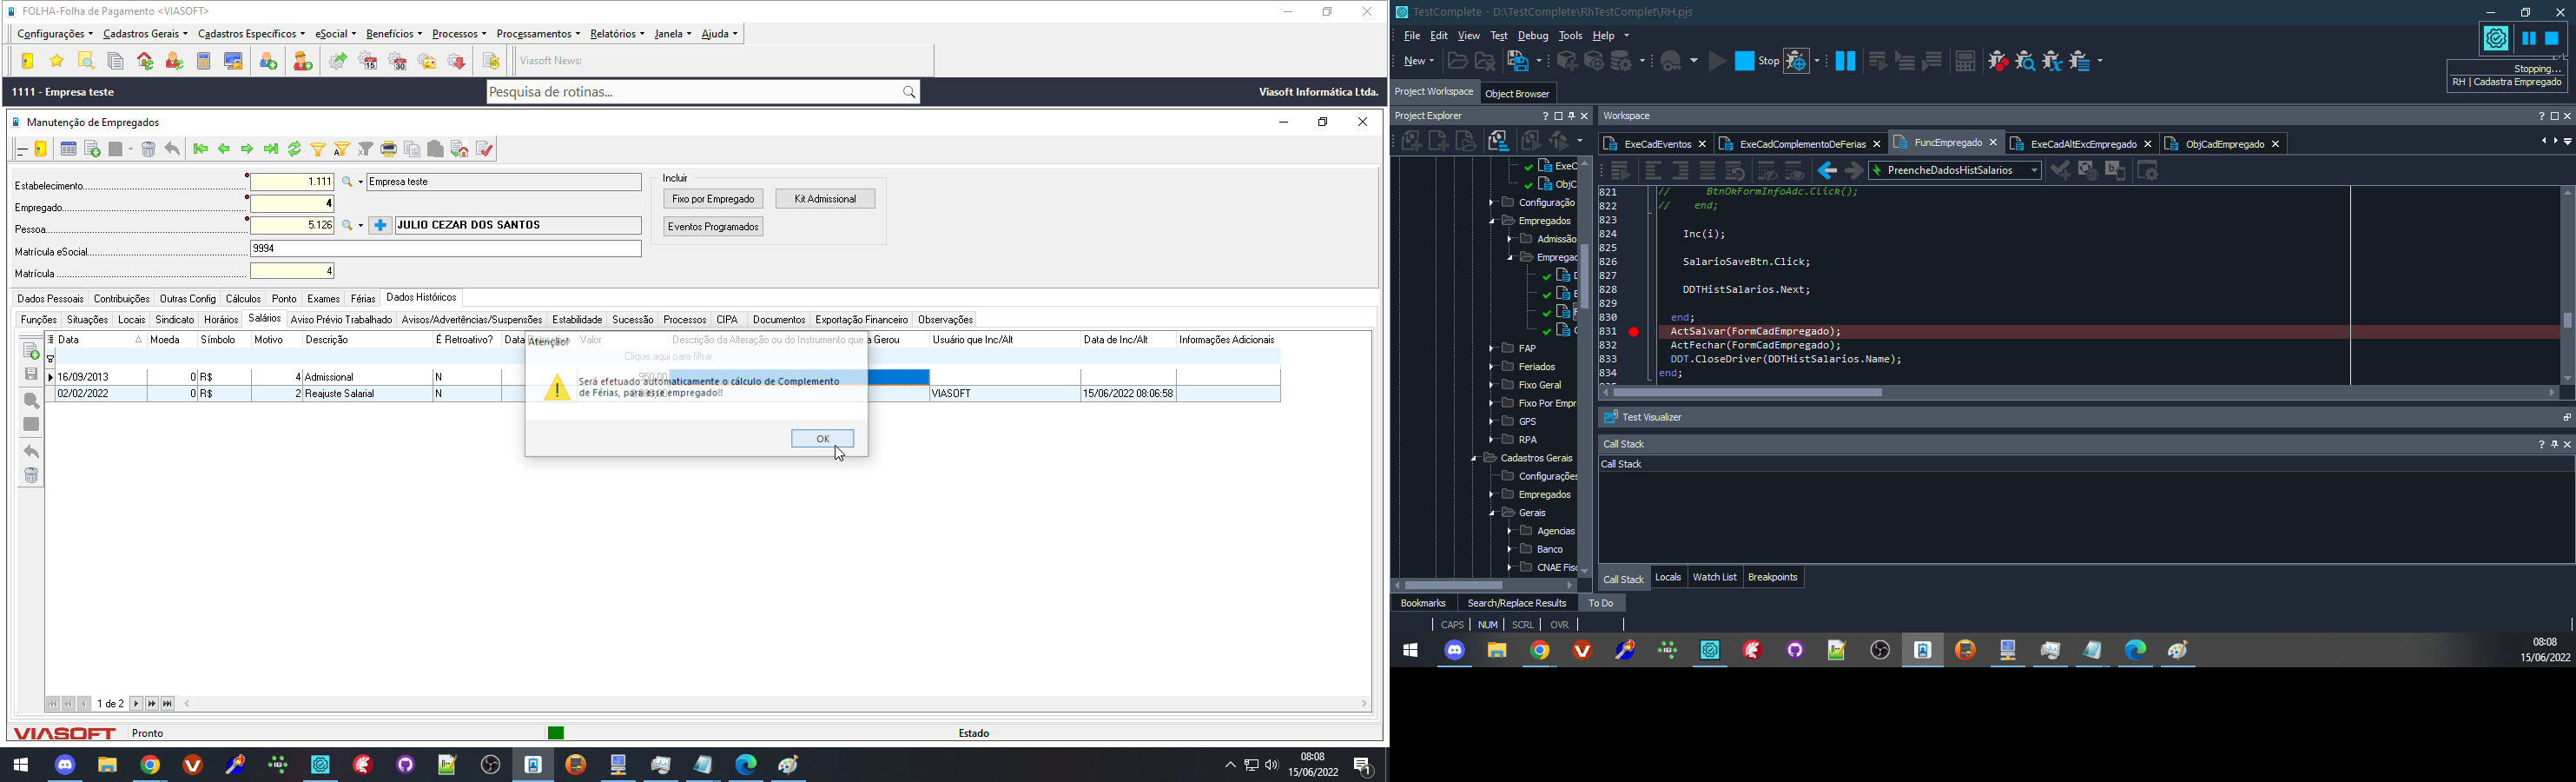 FOLHA-Folha de Pagamento <VIASOFT>
Configurações Cadastros Gerais Cadastros Específicos eSocial Benefícios Processos Processamentos Relatórios Janela Ajuda
Viasoft News:
1111 - Empresa teste
Pesquisa de rotinas...
Viasoft Informática Ltda.
Manutenção de Empregados
Estabelecimento
1.111
Empresa teste
Empregado
4
Pessoa
5.126
JULIO CEZAR DOS SANTOS
Matrícula eSocial
9994
Matrícula
4
Incluir
Fixo por Empregado
Kit Admissional
Eventos Programados
Dados Pessoais Contribuições Outras Config Cálculos Ponto Exames Férias Dados Históricos
Funções Situações Locais Sindicato Horários Salários Aviso Prévio Trabalhado Avisos/Advertências/Suspensões Estabilidade Sucessão Processos CIPA Documentos Exportação Financeiro Observações
Data Moeda Símbolo Motivo Descrição É Retroativo? Data Valor Descrição da Alteração ou do Instrumento que a Gerou Usuário que Inc/Alt Data de Inc/Alt Informações Adicionais
Clique aqui para filtrar
16/09/2013 0 R$ 4 Admissional N 950,00
02/02/2022 0 R$ 2 Reajuste Salarial N VIASOFT 15/06/2022 08:06:58
Atenção!
Será efetuado automaticamente o cálculo de Complemento
de Férias, para esse empregado!!
OK
1 de 2
VIASOFT
Pronto
Estado
08:08
15/06/2022
1
TestComplete - D:\TestComplete\RhTestComplet\RH.pjs
File Edit View Test Debug Tools Help
New
Stop
Stopping...
RH | Cadastra Empregado
Project Workspace
Object Browser
Project Explorer
Workspace
ExeC
ObjC
Configuração
Empregados
Admissão
Empregac
FAP
Feriados
Fixo Geral
Fixo Por Empr
GPS
RPA
Cadastros Gerais
Configurações
Empregados
Gerais
Agencias
Banco
CNAE Fisc
ExeCadEventos
ExeCadComplementoDeFerias
FuncEmpregado
ExeCadAltExcEmpregado
ObjCadEmpregado
PreencheDadosHistSalarios
821 // BtnOkFormInfoAdc.Click();
822 // end;
823
824 Inc(i);
825
826 SalarioSaveBtn.Click;
827
828 DDTHistSalarios.Next;
829
830 end;
831 ActSalvar(FormCadEmpregado);
832 ActFechar(FormCadEmpregado);
833 DDT.CloseDriver(DDTHistSalarios.Name);
834 end;
Test Visualizer
Call Stack
Call Stack
Call Stack Locals Watch List Breakpoints
Bookmarks Search/Replace Results To Do
CAPS NUM SCRL OVR
08:08
15/06/2022